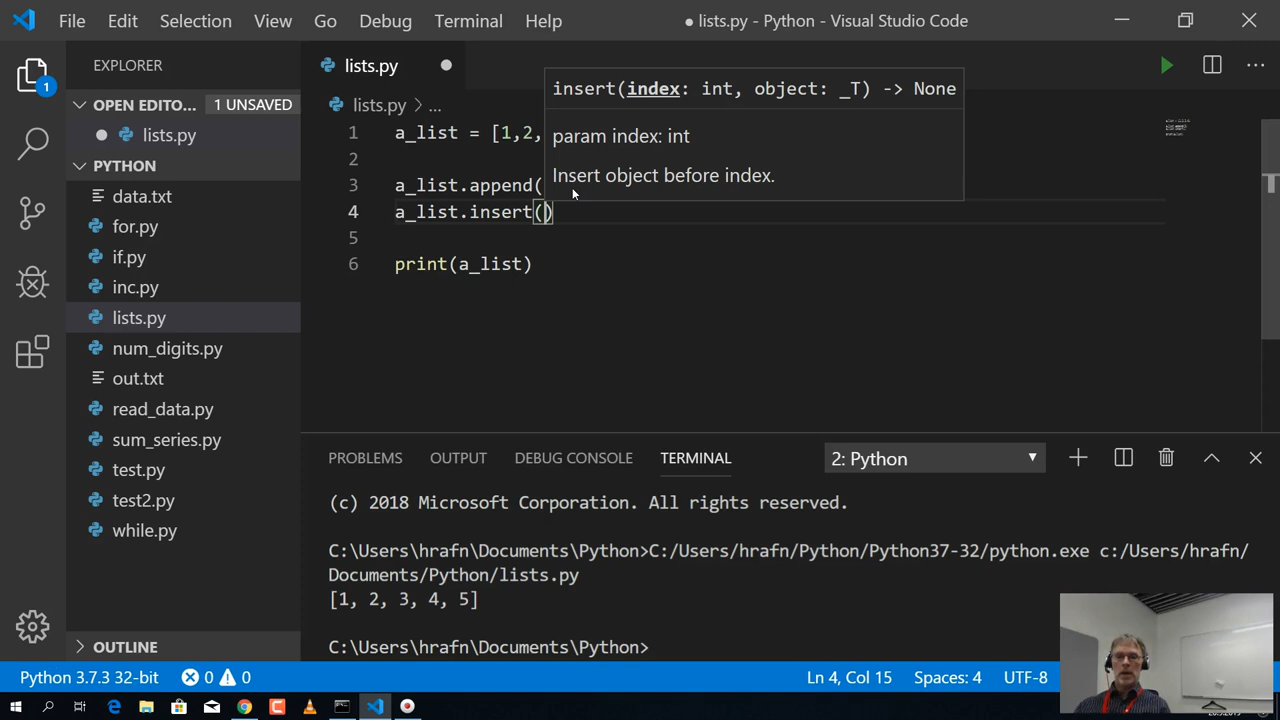 File Edit Selection View Go Debug Terminal Help ● lists.py - Python - Visual Studio Code
EXPLORER
OPEN EDITO... 1 UNSAVED
lists.py
PYTHON
data.txt
for.py
if.py
inc.py
lists.py
num_digits.py
out.txt
read_data.py
sum_series.py
test.py
test2.py
while.py
OUTLINE
1
lists.py
lists.py > ...
1 a_list = [1,2,
2
3 a_list.append(
4 a_list.insert()
5
6 print(a_list)
insert(index: int, object: _T) -> None
param index: int
Insert object before index.
PROBLEMS OUTPUT DEBUG CONSOLE TERMINAL 2: Python
(c) 2018 Microsoft Corporation. All rights reserved.
C:\Users\hrafn\Documents\Python>C:/Users/hrafn/Python/Python37-32/python.exe c:/Users/hrafn/
Documents/Python/lists.py
[1, 2, 3, 4, 5]
C:\Users\hrafn\Documents\Python>
Python 3.7.3 32-bit 0 0 Ln 4, Col 15 Spaces: 4 UTF-8